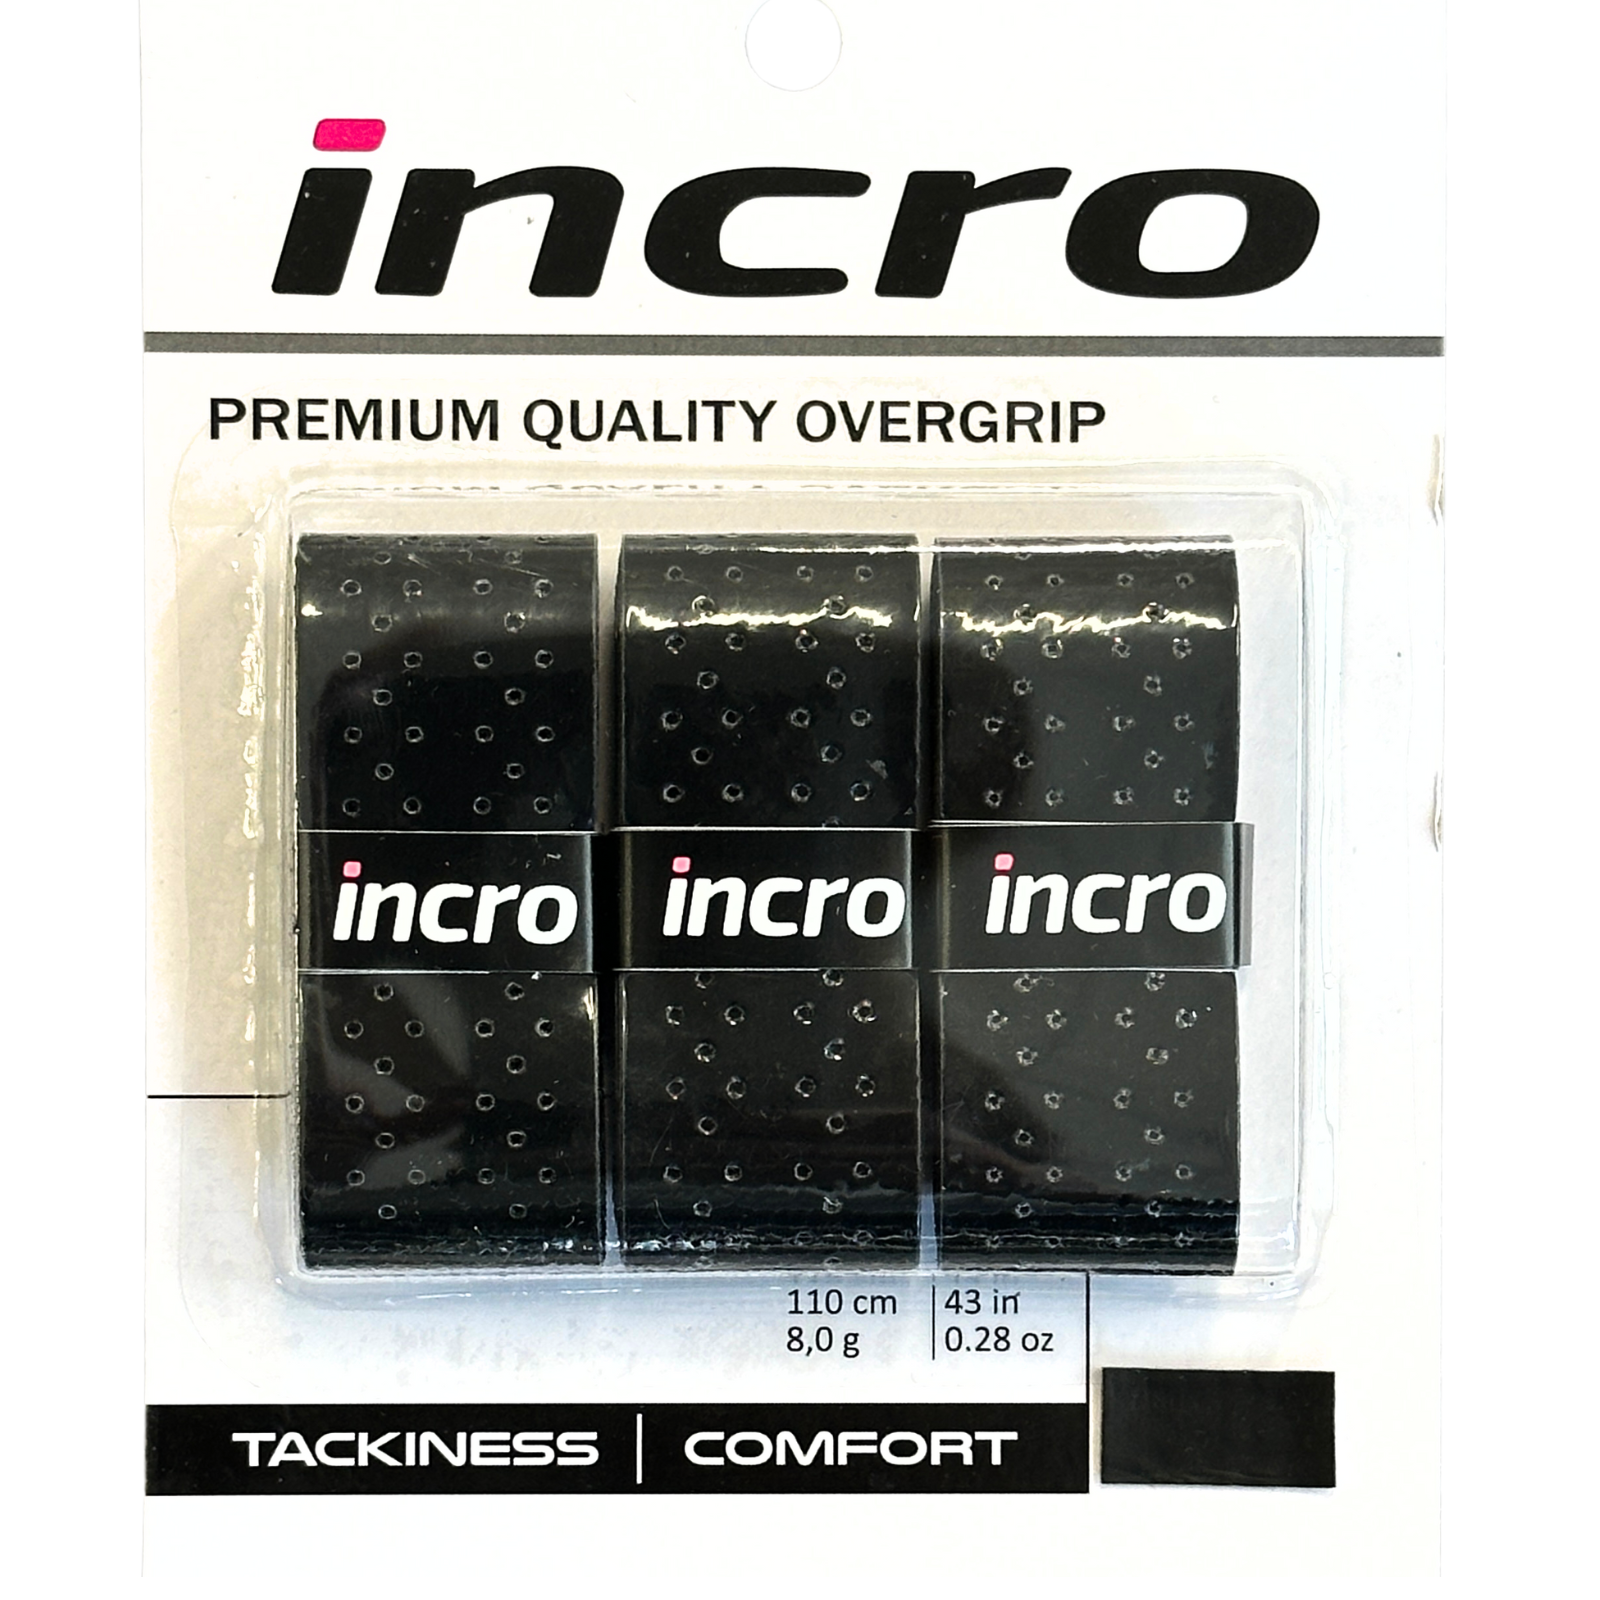 incro
PREMIUM QUALITY OVERGRIP
incro
incro
incro
110 cm | 43 in
8,0 g | 0.28 oz
TACKINESS | COMFORT